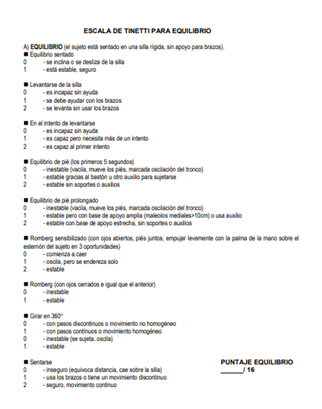 ESCALA DE TINETTI PARA EQUILIBRIO
A) EQUILIBRIO (el sujeto está sentado en una silla rígida, sin apoyo para brazos).
■ Equilibrio sentado
0 - se inclina o se desliza de la silla
1 - está estable, seguro
■ Levantarse de la silla
0 - es incapaz sin ayuda
1 - se debe ayudar con los brazos
2 - se levanta sin usar los brazos
■ En el intento de levantarse
0 - es incapaz sin ayuda
1 - es capaz pero necesita más de un intento
2 - es capaz al primer intento
■ Equilibrio de pié (los primeros 5 segundos)
0 - inestable (vacila, mueve los piés, marcada oscilación del tronco)
1 - estable gracias al bastón u otro auxilio para sujetarse
2 - estable sin soportes o auxilios
■ Equilibrio de pié prolongado
0 - inestable (vacila, mueve los piés, marcada oscilación del tronco)
1 - estable pero con base de apoyo amplia (maléolos mediales>10cm) o usa auxilio
2 - estable con base de apoyo estrecha, sin soportes o auxilios
■ Romberg sensibilizado (con ojos abiertos, piés juntos, empujar levemente con la palma de la mano sobre el
esternón del sujeto en 3 oportunidades)
0 - comienza a caer
1 - oscila, pero se endereza solo
2 - estable
■ Romberg (con ojos cerrados e igual que el anterior)
0 - inestable
1 - estable
■ Girar en 360°
0 - con pasos discontinuos o movimiento no homogéneo
1 - con pasos continuos o movimiento homogéneo
0 - inestable (se sujeta, oscila)
1 - estable
■ Sentarse
0 - inseguro (equivoca distancia, cae sobre la silla)
1 - usa los brazos o tiene un movimiento discontinuo
2 - seguro, movimiento continuo
PUNTAJE EQUILIBRIO
______/ 16